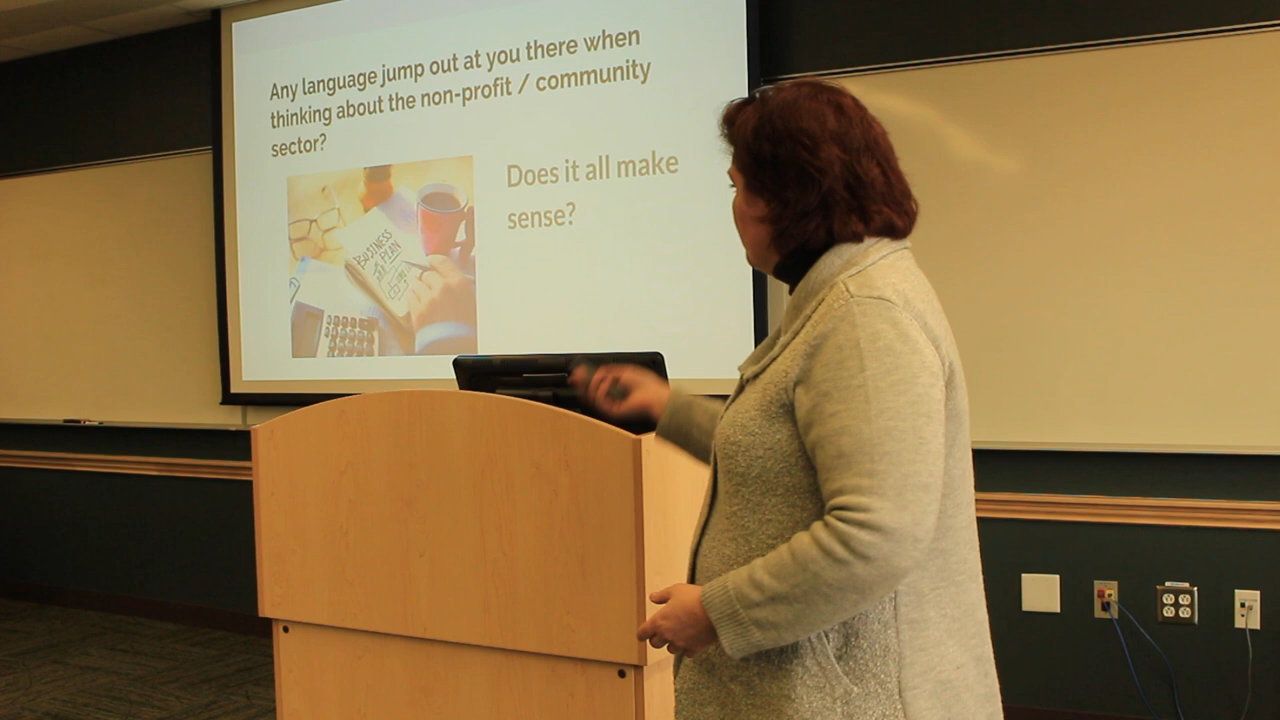 Any language jump out at you there when
thinking about the non-profit / community
sector?
Does it all make
sense?
BUSINESS
PLAN